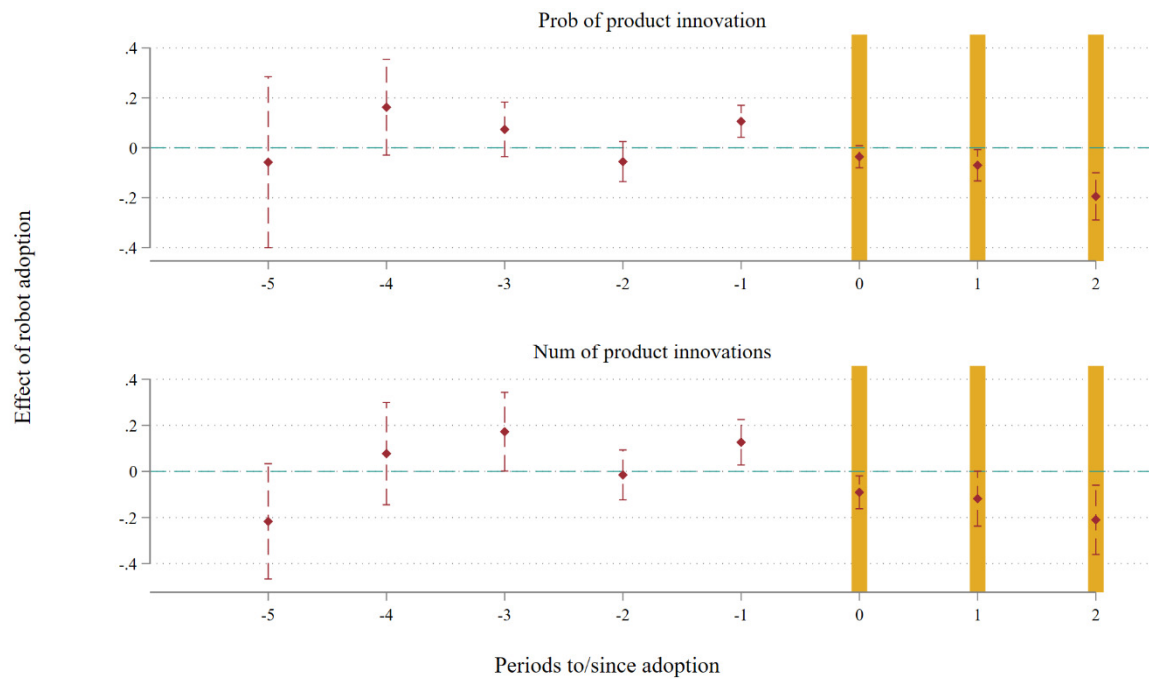 Prob of product innovation
.4
.2
0
-.2
-.4
-5 -4 -3 -2 -1 0 1 2
Effect of robot adoption
Num of product innovations
.4
.2
0
-.2
-.4
-5 -4 -3 -2 -1 0 1 2
Periods to/since adoption